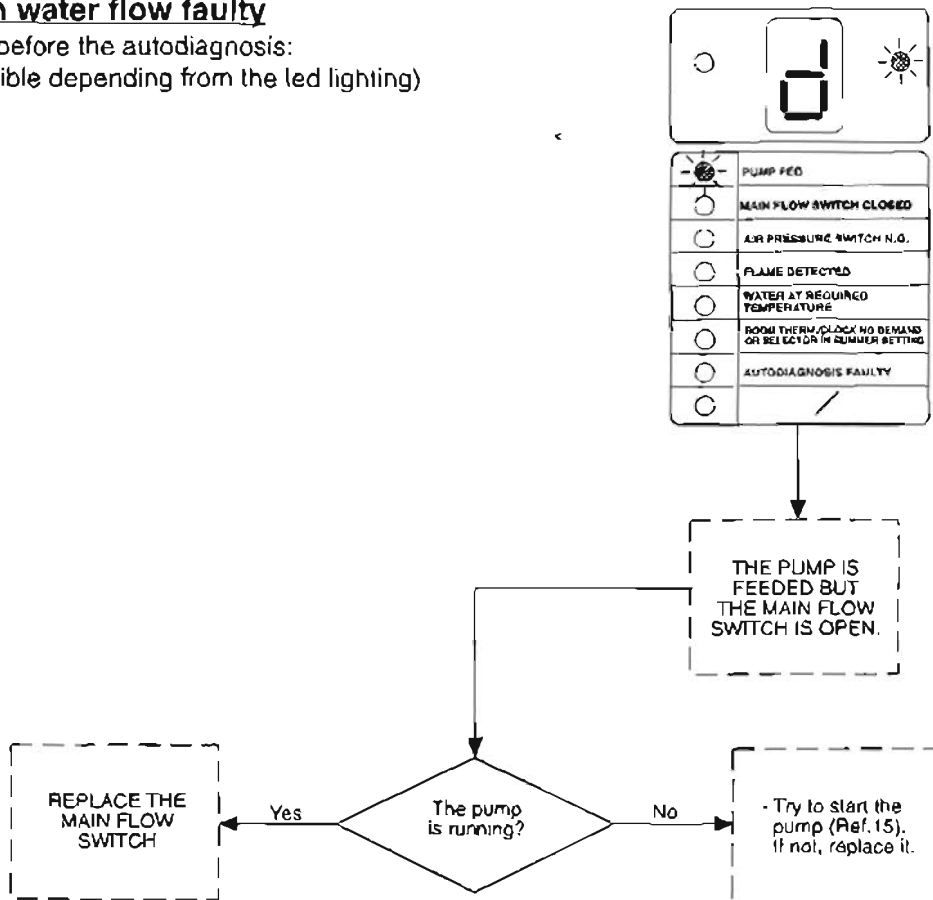 n water flow faulty
before the autodiagnosis:
ible depending from the led lighting)
d
PUMP FED
MAIN FLOW SWITCH CLOSED
AIR PRESSURE SWITCH N.O.
FLAME DETECTED
WATER AT REQUIRED
TEMPERATURE
ROOM THERM./CLOCK NO DEMAND
OR SELECTOR IN SUMMER SETTING
AUTODIAGNOSIS FAULTY
/
THE PUMP IS
FEEDED BUT
THE MAIN FLOW
SWITCH IS OPEN.
REPLACE THE
MAIN FLOW
SWITCH
Yes
The pump
is running?
No
- Try to start the
pump (Ref.15).
If not, replace it.